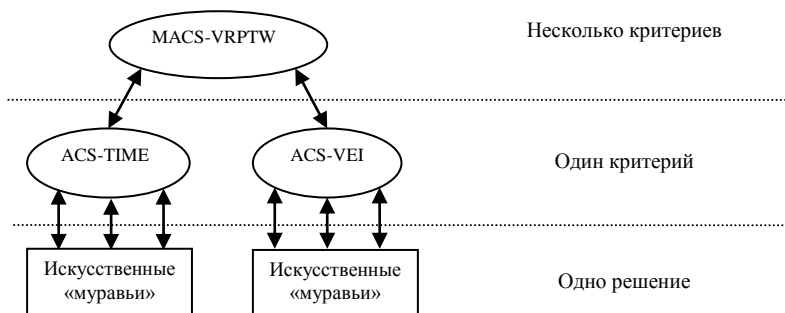 MACS-VRPTW
Несколько критериев
ACS-TIME
ACS-VEI
Один критерий
Искусственные
«муравьи»
Искусственные
«муравьи»
Одно решение